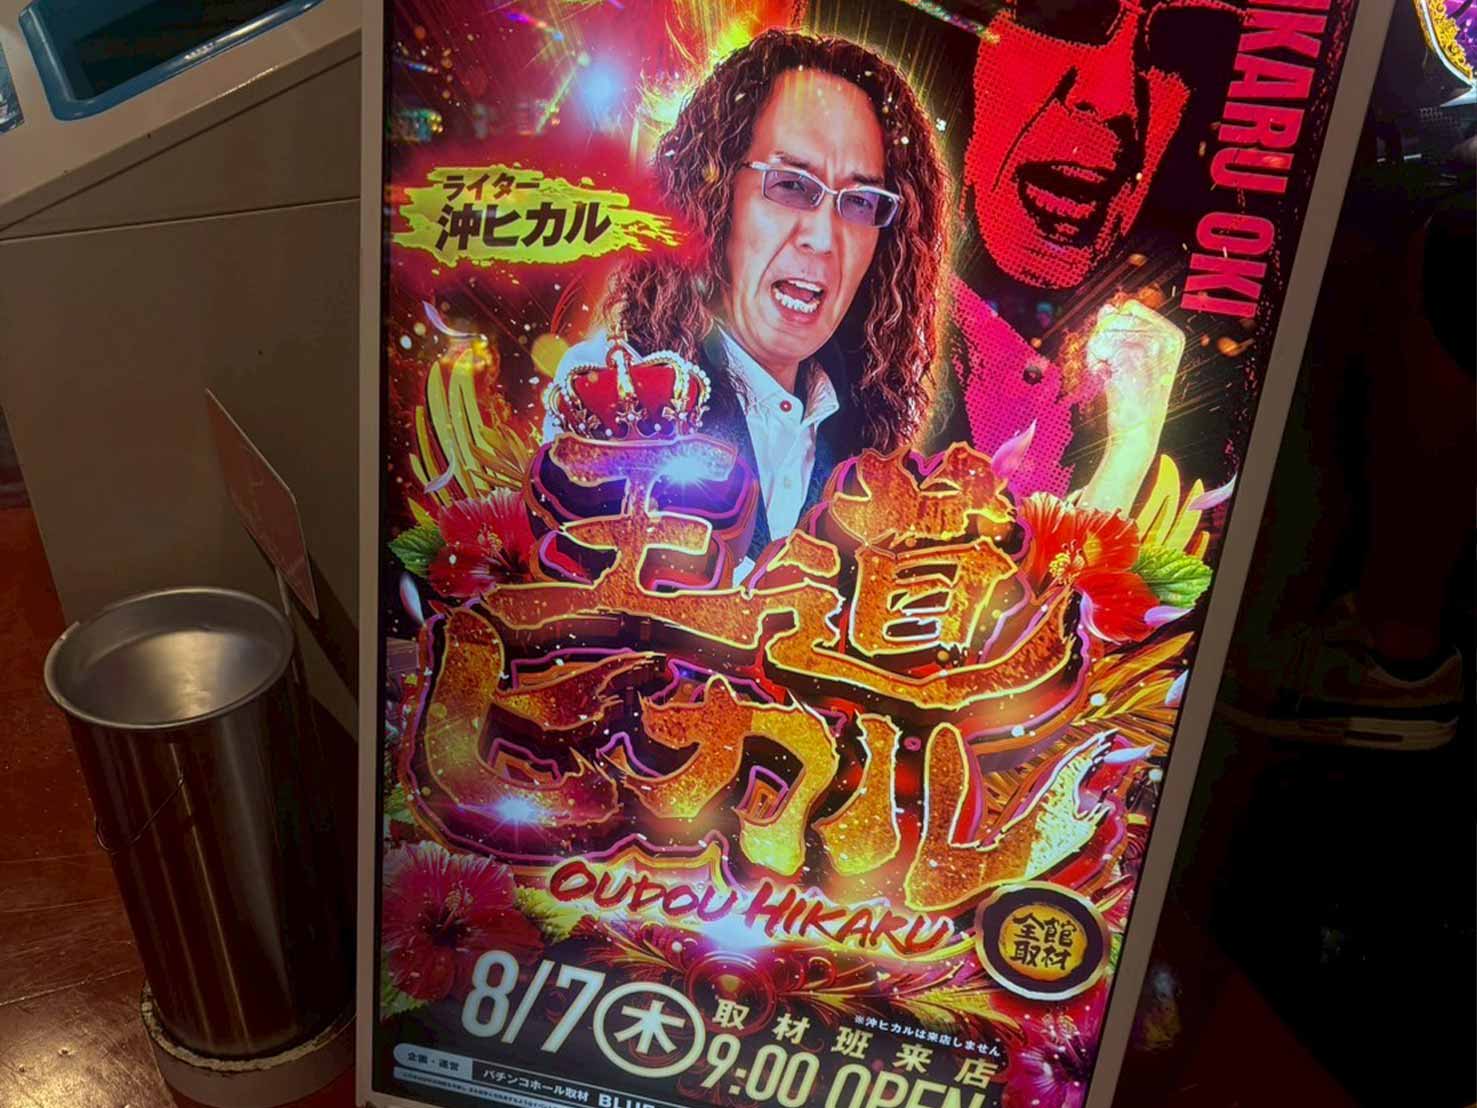 HIKARU OKI
ライター
沖ヒカル
王道
ヒカル
OUDOU HIKARU
全館
取材
8/7 木
取材班来店
※沖ヒカルは来店しません
9:00 OPEN
企画・運営
パチンコホール取材